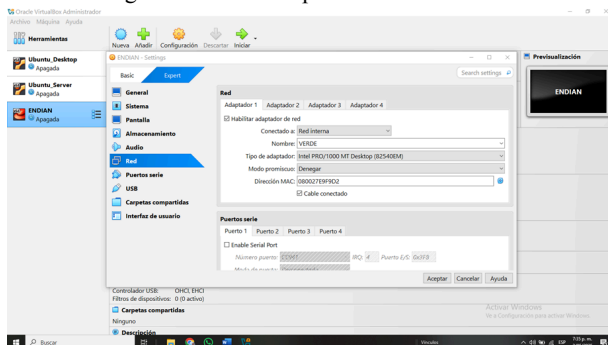 Oracle VirtualBox Administrador
Archivo Máquina Ayuda
Herramientas
Nueva Añadir Configuración Descartar Iniciar
Ubuntu_Desktop
Apagada
Ubuntu_Server
Apagada
ENDIAN
Apagada
Previsualización
ENDIAN
ENDIAN - Settings
Basic Expert
Search settings
General
Sistema
Pantalla
Almacenamiento
Audio
Red
Puertos serie
USB
Carpetas compartidas
Interfaz de usuario
Red
Adaptador 1 Adaptador 2 Adaptador 3 Adaptador 4
Habilitar adaptador de red
Conectado a: Red interna
Nombre: VERDE
Tipo de adaptador: Intel PRO/1000 MT Desktop (82540EM)
Modo promiscuo: Denegar
Dirección MAC: 080027E9F9D2
Cable conectado
Puertos serie
Puerto 1 Puerto 2 Puerto 3 Puerto 4
Enable Serial Port
Número puerto: COM1 IRQ: 4 Puerto E/S: 0x3F8
Aceptar Cancelar Ayuda
Controlador USB: OHCI, EHCI
Filtros de dispositivos: 0 (0 activo)
Carpetas compartidas
Ninguno
Descripción
Activar Windows
Ve a Configuración para activar Windows.
Buscar
Vínculos
ESP
7:35 p. m.